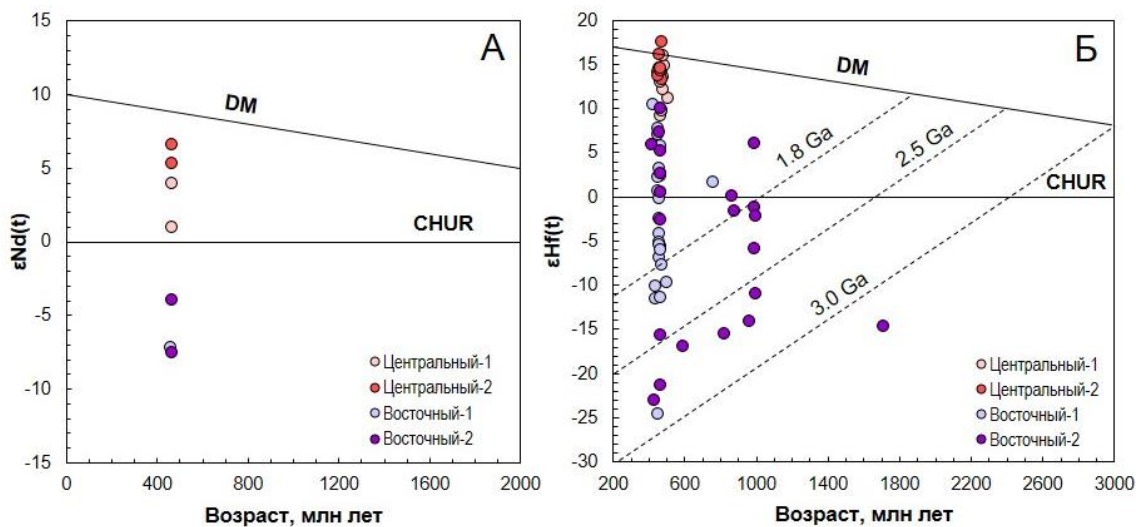 А
15
10
5
0
-5
-10
-15
εNd(t)
DM
CHUR
Центральный-1
Центральный-2
Восточный-1
Восточный-2
0
400
800
1200
1600
2000
Возраст, млн лет
Б
+20
+15
+10
+5
0
-5
-10
-15
-20
-25
-30
εHf(t)
DM
CHUR
1.8 Ga
2.5 Ga
3.0 Ga
Центральный-1
Центральный-2
Восточный-1
Восточный-2
200
600
1000
1400
1800
2200
2600
3000
Возраст, млн лет